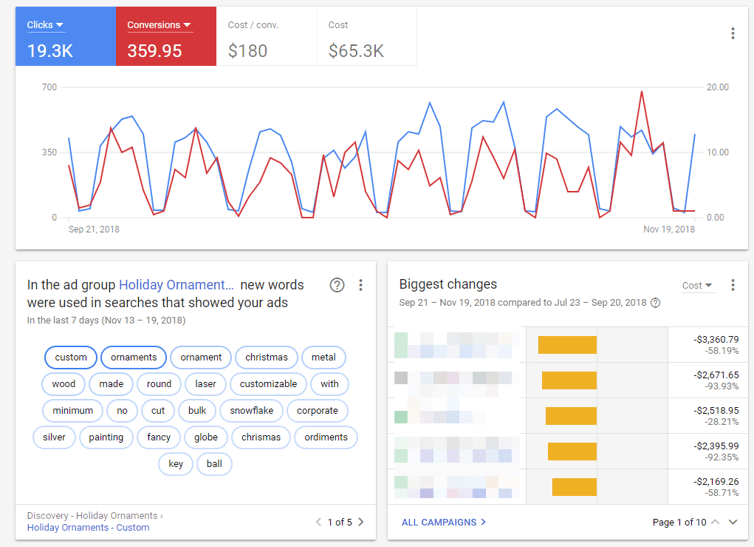 Clicks
Conversions
Cost / conv.
Cost
19.3K
359.95
$180
$65.3K
700
20.00
350
10.00
0
0.00
Sep 21, 2018
Nov 19, 2018
In the ad group Holiday Ornament... new words
were used in searches that showed your ads
In the last 7 days (Nov 13 – 19, 2018)
custom ornaments ornament christmas metal
wood made round laser customizable with
minimum no cut bulk snowflake corporate
silver painting fancy globe chrismas ordiments
key ball
Discovery - Holiday Ornaments ›
Holiday Ornaments - Custom
1 of 5
Biggest changes
Cost
Sep 21 – Nov 19, 2018 compared to Jul 23 – Sep 20, 2018
-$3,360.79
-58.19%
-$2,671.65
-93.93%
-$2,518.95
-28.21%
-$2,395.99
-92.35%
-$2,169.26
-58.71%
ALL CAMPAIGNS
Page 1 of 10